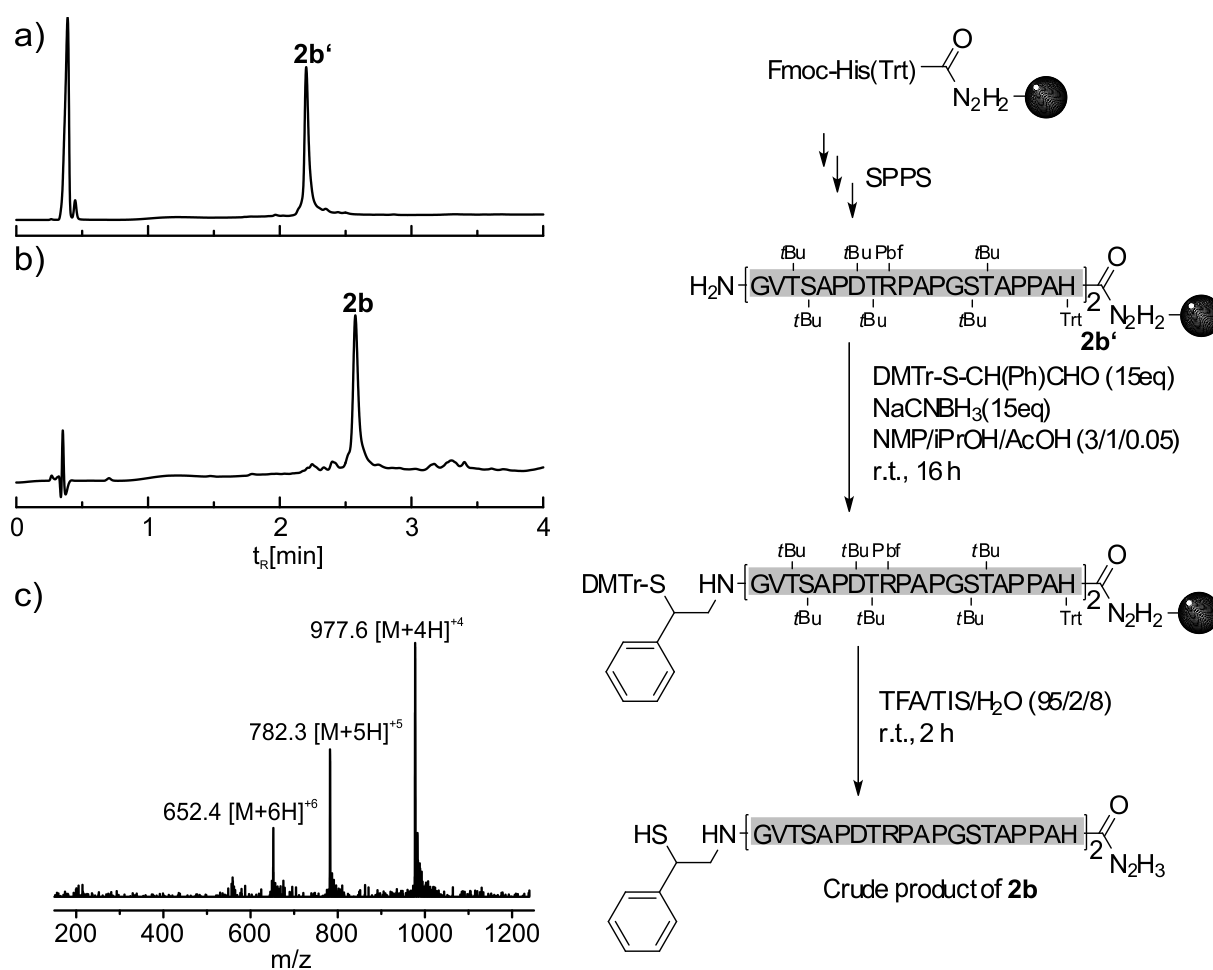 a)
2b‘
b)
2b
0 1 2 3 4
tR[min]
c)
977.6 [M+4H]+4
782.3 [M+5H]+5
652.4 [M+6H]+6
200 400 600 800 1000 1200
m/z
O
Fmoc-His(Trt)
N2H2
SPPS
tBu tBu Pbf tBu O
H2N [GVTSAPDTRPAPGSTAPPAH]2
N2H2
tBu tBu tBu Trt
2b‘
DMTr-S-CH(Ph)CHO (15eq)
NaCNBH3(15eq)
NMP/iPrOH/AcOH (3/1/0.05)
r.t., 16 h
tBu tBu Pbf tBu O
DMTr-S HN [GVTSAPDTRPAPGSTAPPAH]2
N2H2
tBu tBu tBu Trt
TFA/TIS/H2O (95/2/8)
r.t., 2 h
O
HS HN [GVTSAPDTRPAPGSTAPPAH]2
N2H3
Crude product of 2b